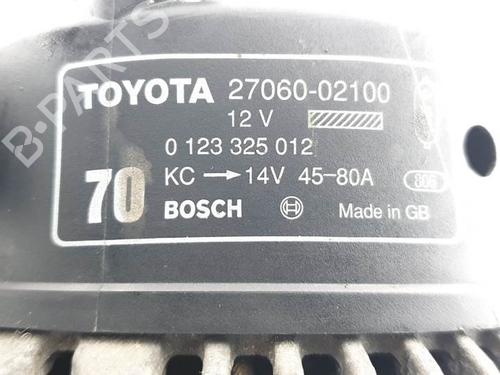 TOYOTA 27060-02100
12 V
0 123 325 012
KC → 14V 45-80A
70 BOSCH Made in GB
B-PARTS